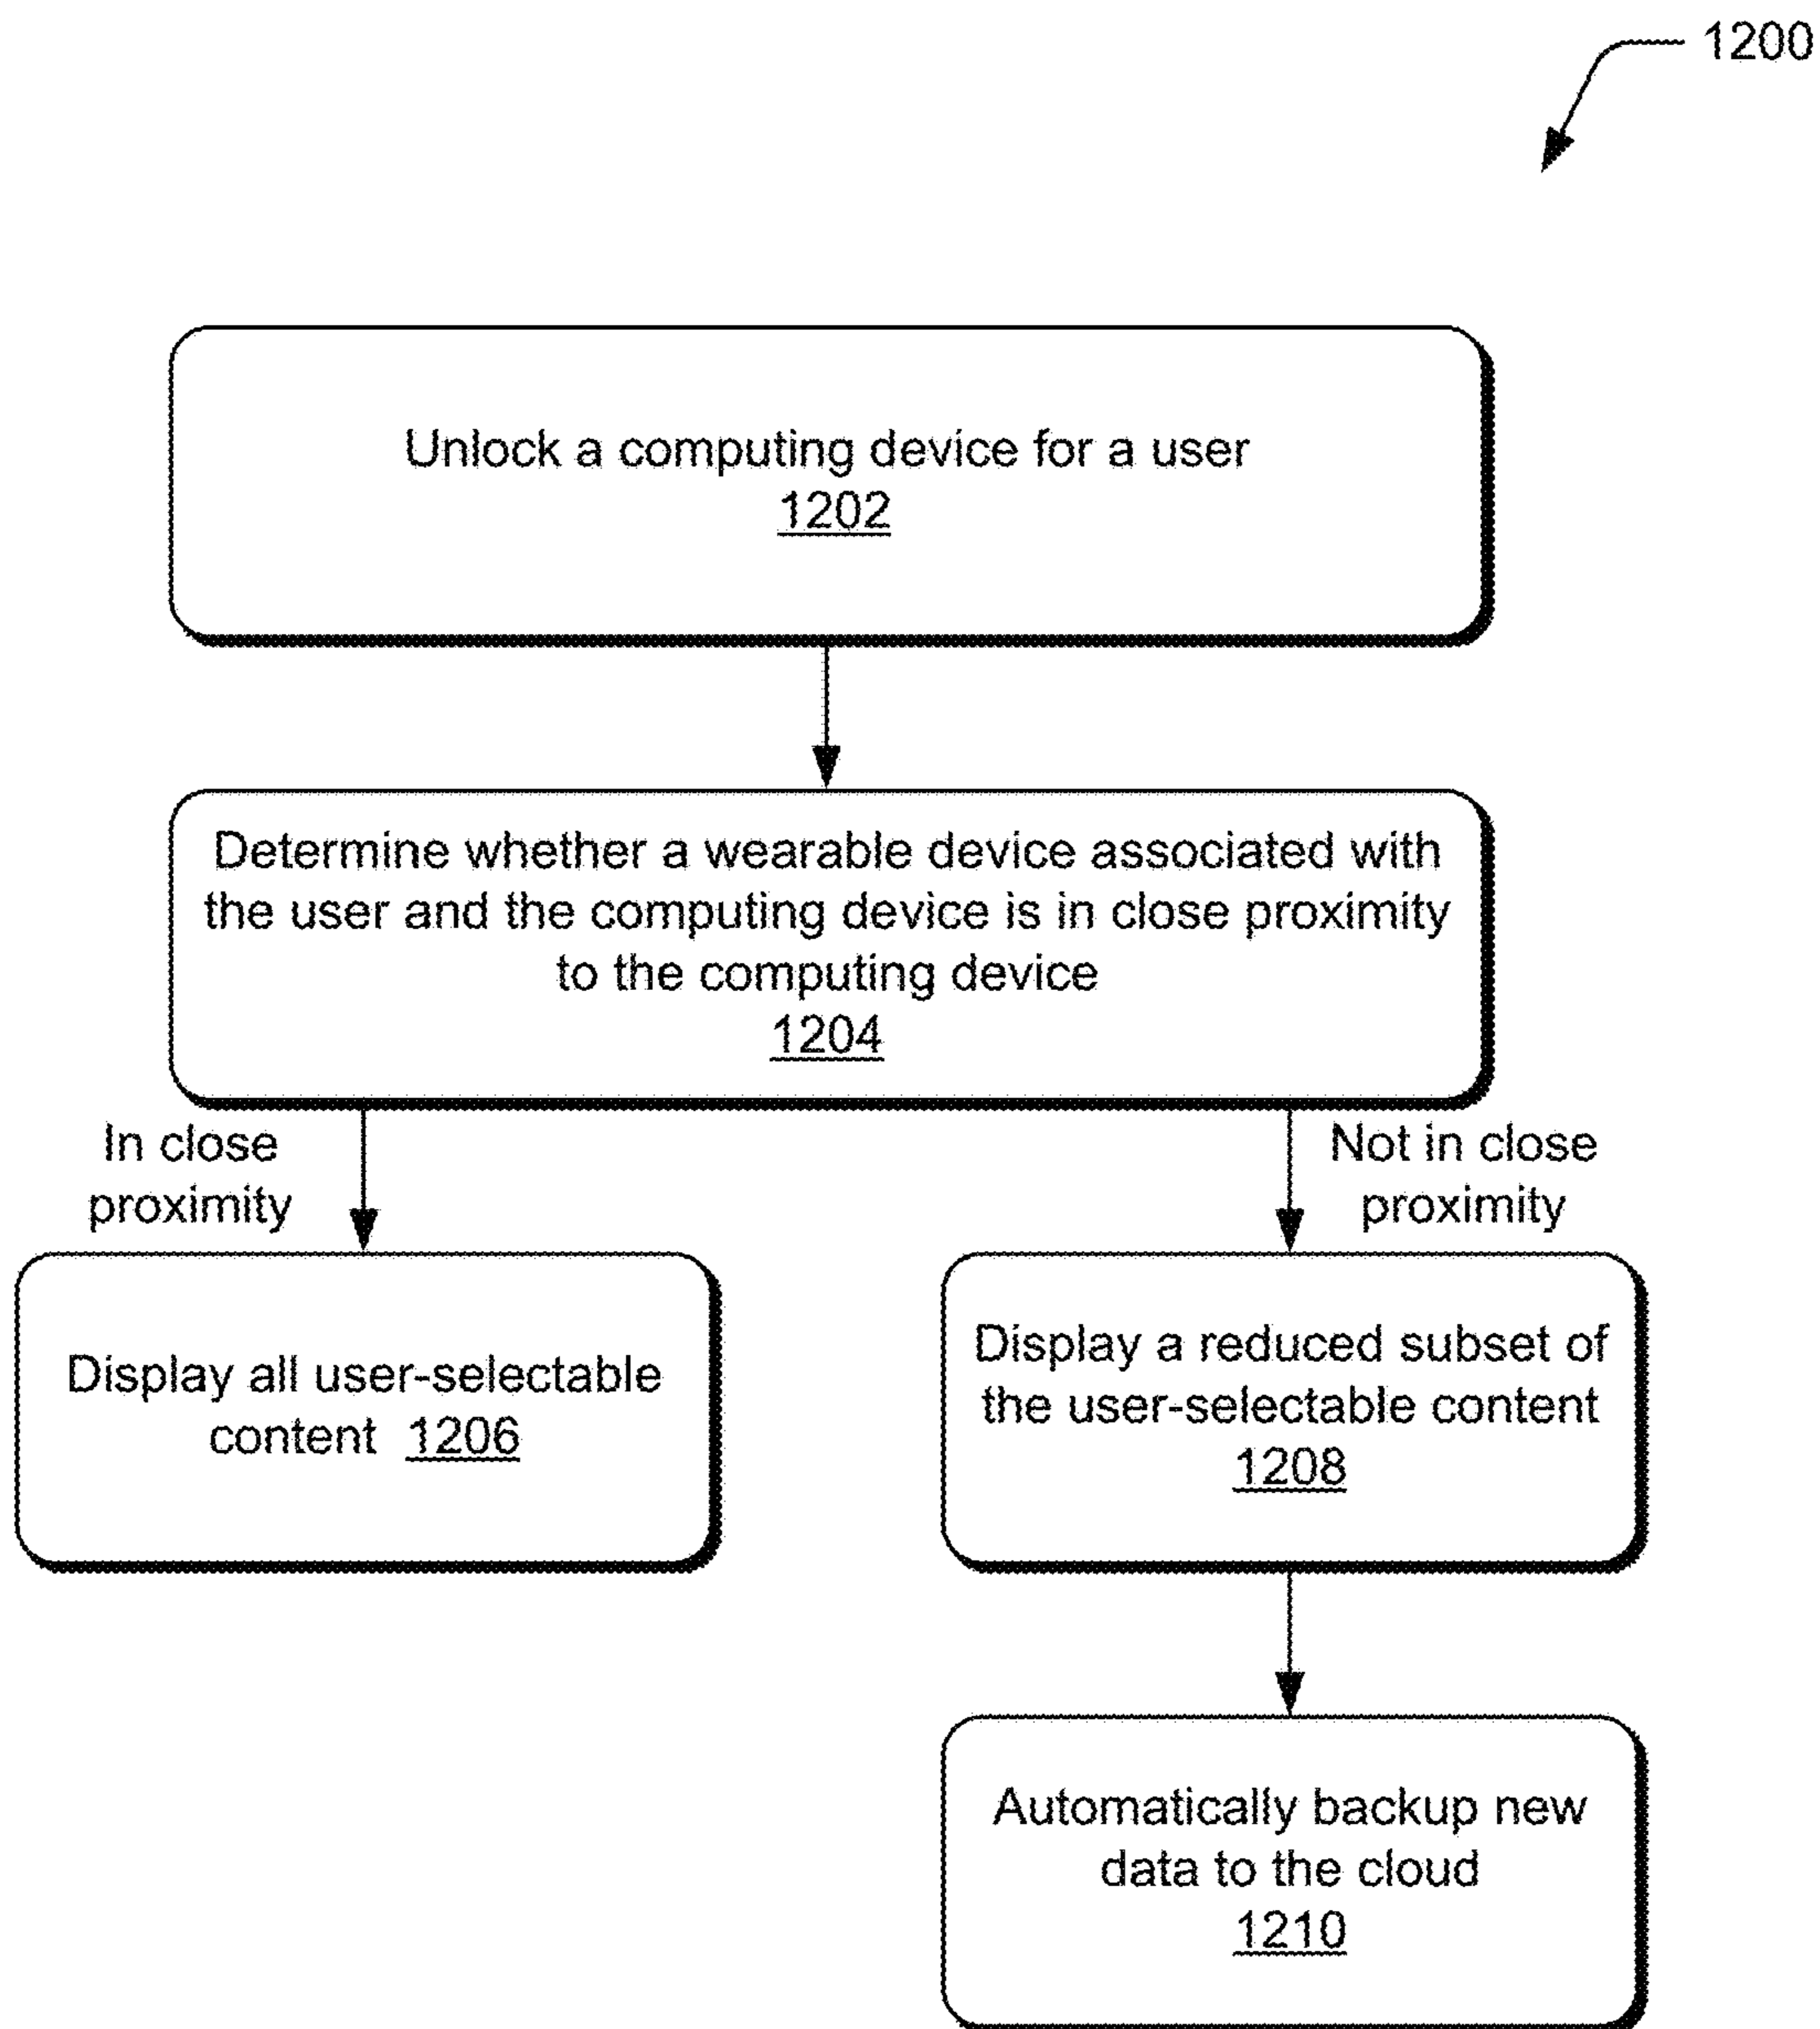 1200
Unlock a computing device for a user
1202
Determine whether a wearable device associated with
the user and the computing device is in close proximity
to the computing device
1204
In close
proximity
Not in close
proximity
Display all user-selectable
content 1206
Display a reduced subset of
the user-selectable content
1208
Automatically backup new
data to the cloud
1210